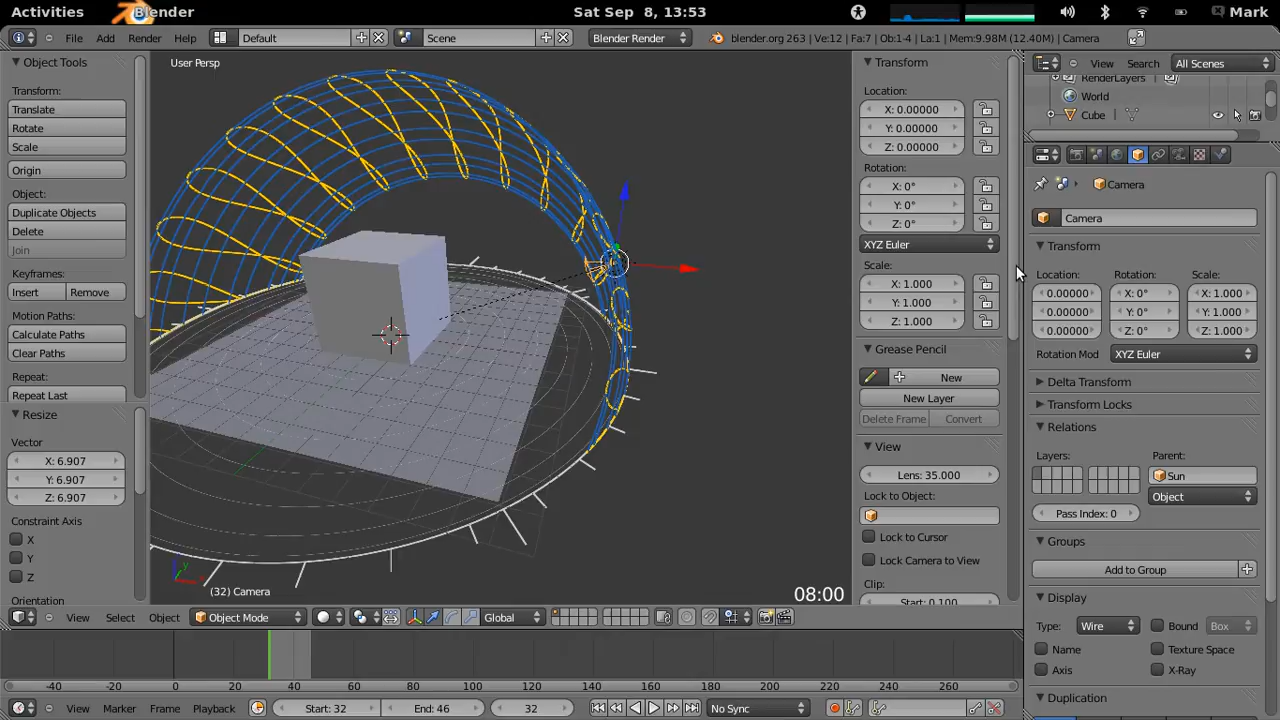 Activities Blender Sat Sep 8, 13:53 Mark
File Add Render Help Default Scene Blender Render blender.org 263 | Ve:12 | Fa:7 | Ob:1-4 | La:1 | Mem:9.98M (12.40M) | Camera
View Search All Scenes
RenderLayers
World
Cube
Object Tools
Transform:
Translate
Rotate
Scale
Origin
Object:
Duplicate Objects
Delete
Join
Keyframes:
Insert Remove
Motion Paths:
Calculate Paths
Clear Paths
Repeat:
Repeat Last
Resize
Vector
X: 6.907
Y: 6.907
Z: 6.907
Constraint Axis
X
Y
Z
Orientation
User Persp
(32) Camera
08:00
Transform
Location:
X: 0.00000
Y: 0.00000
Z: 0.00000
Rotation:
X: 0°
Y: 0°
Z: 0°
XYZ Euler
Scale:
X: 1.000
Y: 1.000
Z: 1.000
Grease Pencil
New
New Layer
Delete Frame Convert
View
Lens: 35.000
Lock to Object:
Lock to Cursor
Lock Camera to View
Clip:
Start: 0.100
Camera
Camera
Transform
Location: Rotation: Scale:
0.00000 X: 0° X: 1.000
0.00000 Y: 0° Y: 1.000
0.00000 Z: 0° Z: 1.000
Rotation Mod XYZ Euler
Delta Transform
Transform Locks
Relations
Layers: Parent:
Sun
Object
Pass Index: 0
Groups
Add to Group
Display
Type: Wire Bound Box
Name Texture Space
Axis X-Ray
Duplication
View Select Object Object Mode Global
-40 -20 0 20 40 60 80 100 120 140 160 180 200 220 240 260
View Marker Frame Playback Start: 32 End: 46 32 No Sync